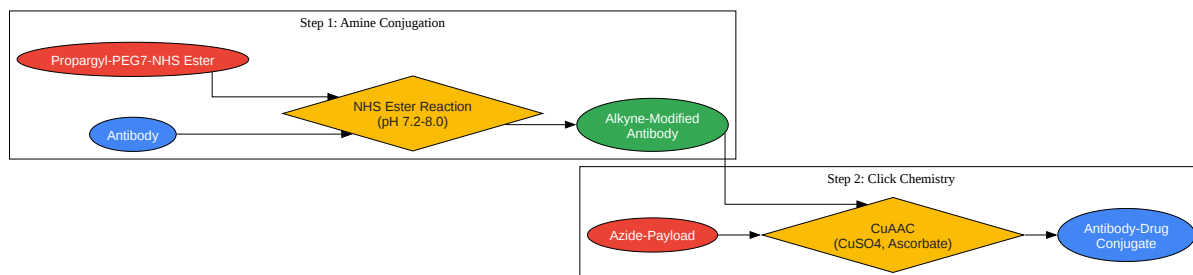 Step 1: Amine Conjugation
Propargyl-PEG7-NHS Ester
NHS Ester Reaction
(pH 7.2-8.0)
Antibody
Alkyne-Modified
Antibody
Step 2: Click Chemistry
Azide-Payload
CuAAC
(CuSO4, Ascorbate)
Antibody-Drug
Conjugate